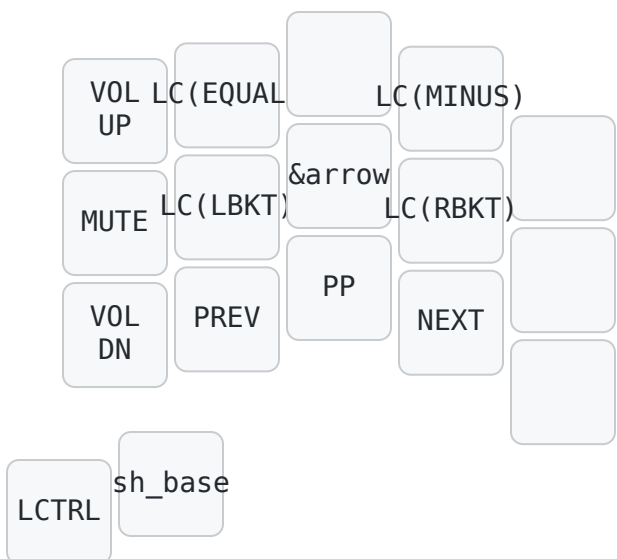 VOL
UP
LC(EQUAL
LC(MINUS)
MUTE
LC(LBKT)
&arrow
LC(RBKT)
VOL
DN
PREV
PP
NEXT
LCTRL
sh_base